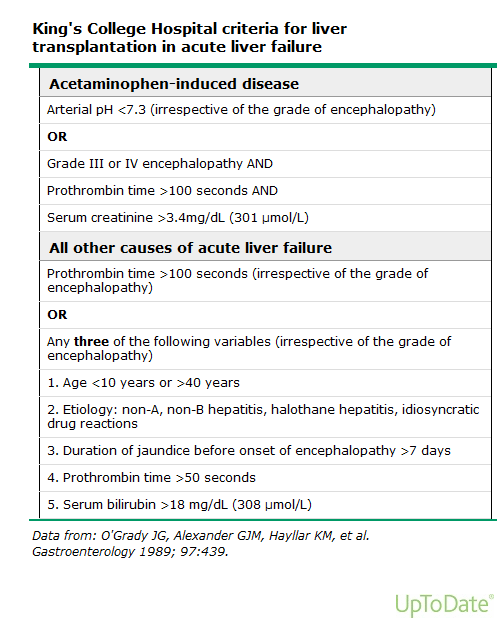 King's College Hospital criteria for liver
transplantation in acute liver failure
Acetaminophen-induced disease
Arterial pH <7.3 (irrespective of the grade of encephalopathy)
OR
Grade III or IV encephalopathy AND
Prothrombin time >100 seconds AND
Serum creatinine >3.4mg/dL (301 µmol/L)
All other causes of acute liver failure
Prothrombin time >100 seconds (irrespective of the grade of
encephalopathy)
OR
Any three of the following variables (irrespective of the grade of
encephalopathy)
1. Age <10 years or >40 years
2. Etiology: non-A, non-B hepatitis, halothane hepatitis, idiosyncratic
drug reactions
3. Duration of jaundice before onset of encephalopathy >7 days
4. Prothrombin time >50 seconds
5. Serum bilirubin >18 mg/dL (308 µmol/L)
Data from: O'Grady JG, Alexander GJM, Hayllar KM, et al.
Gastroenterology 1989; 97:439.
UpToDate®